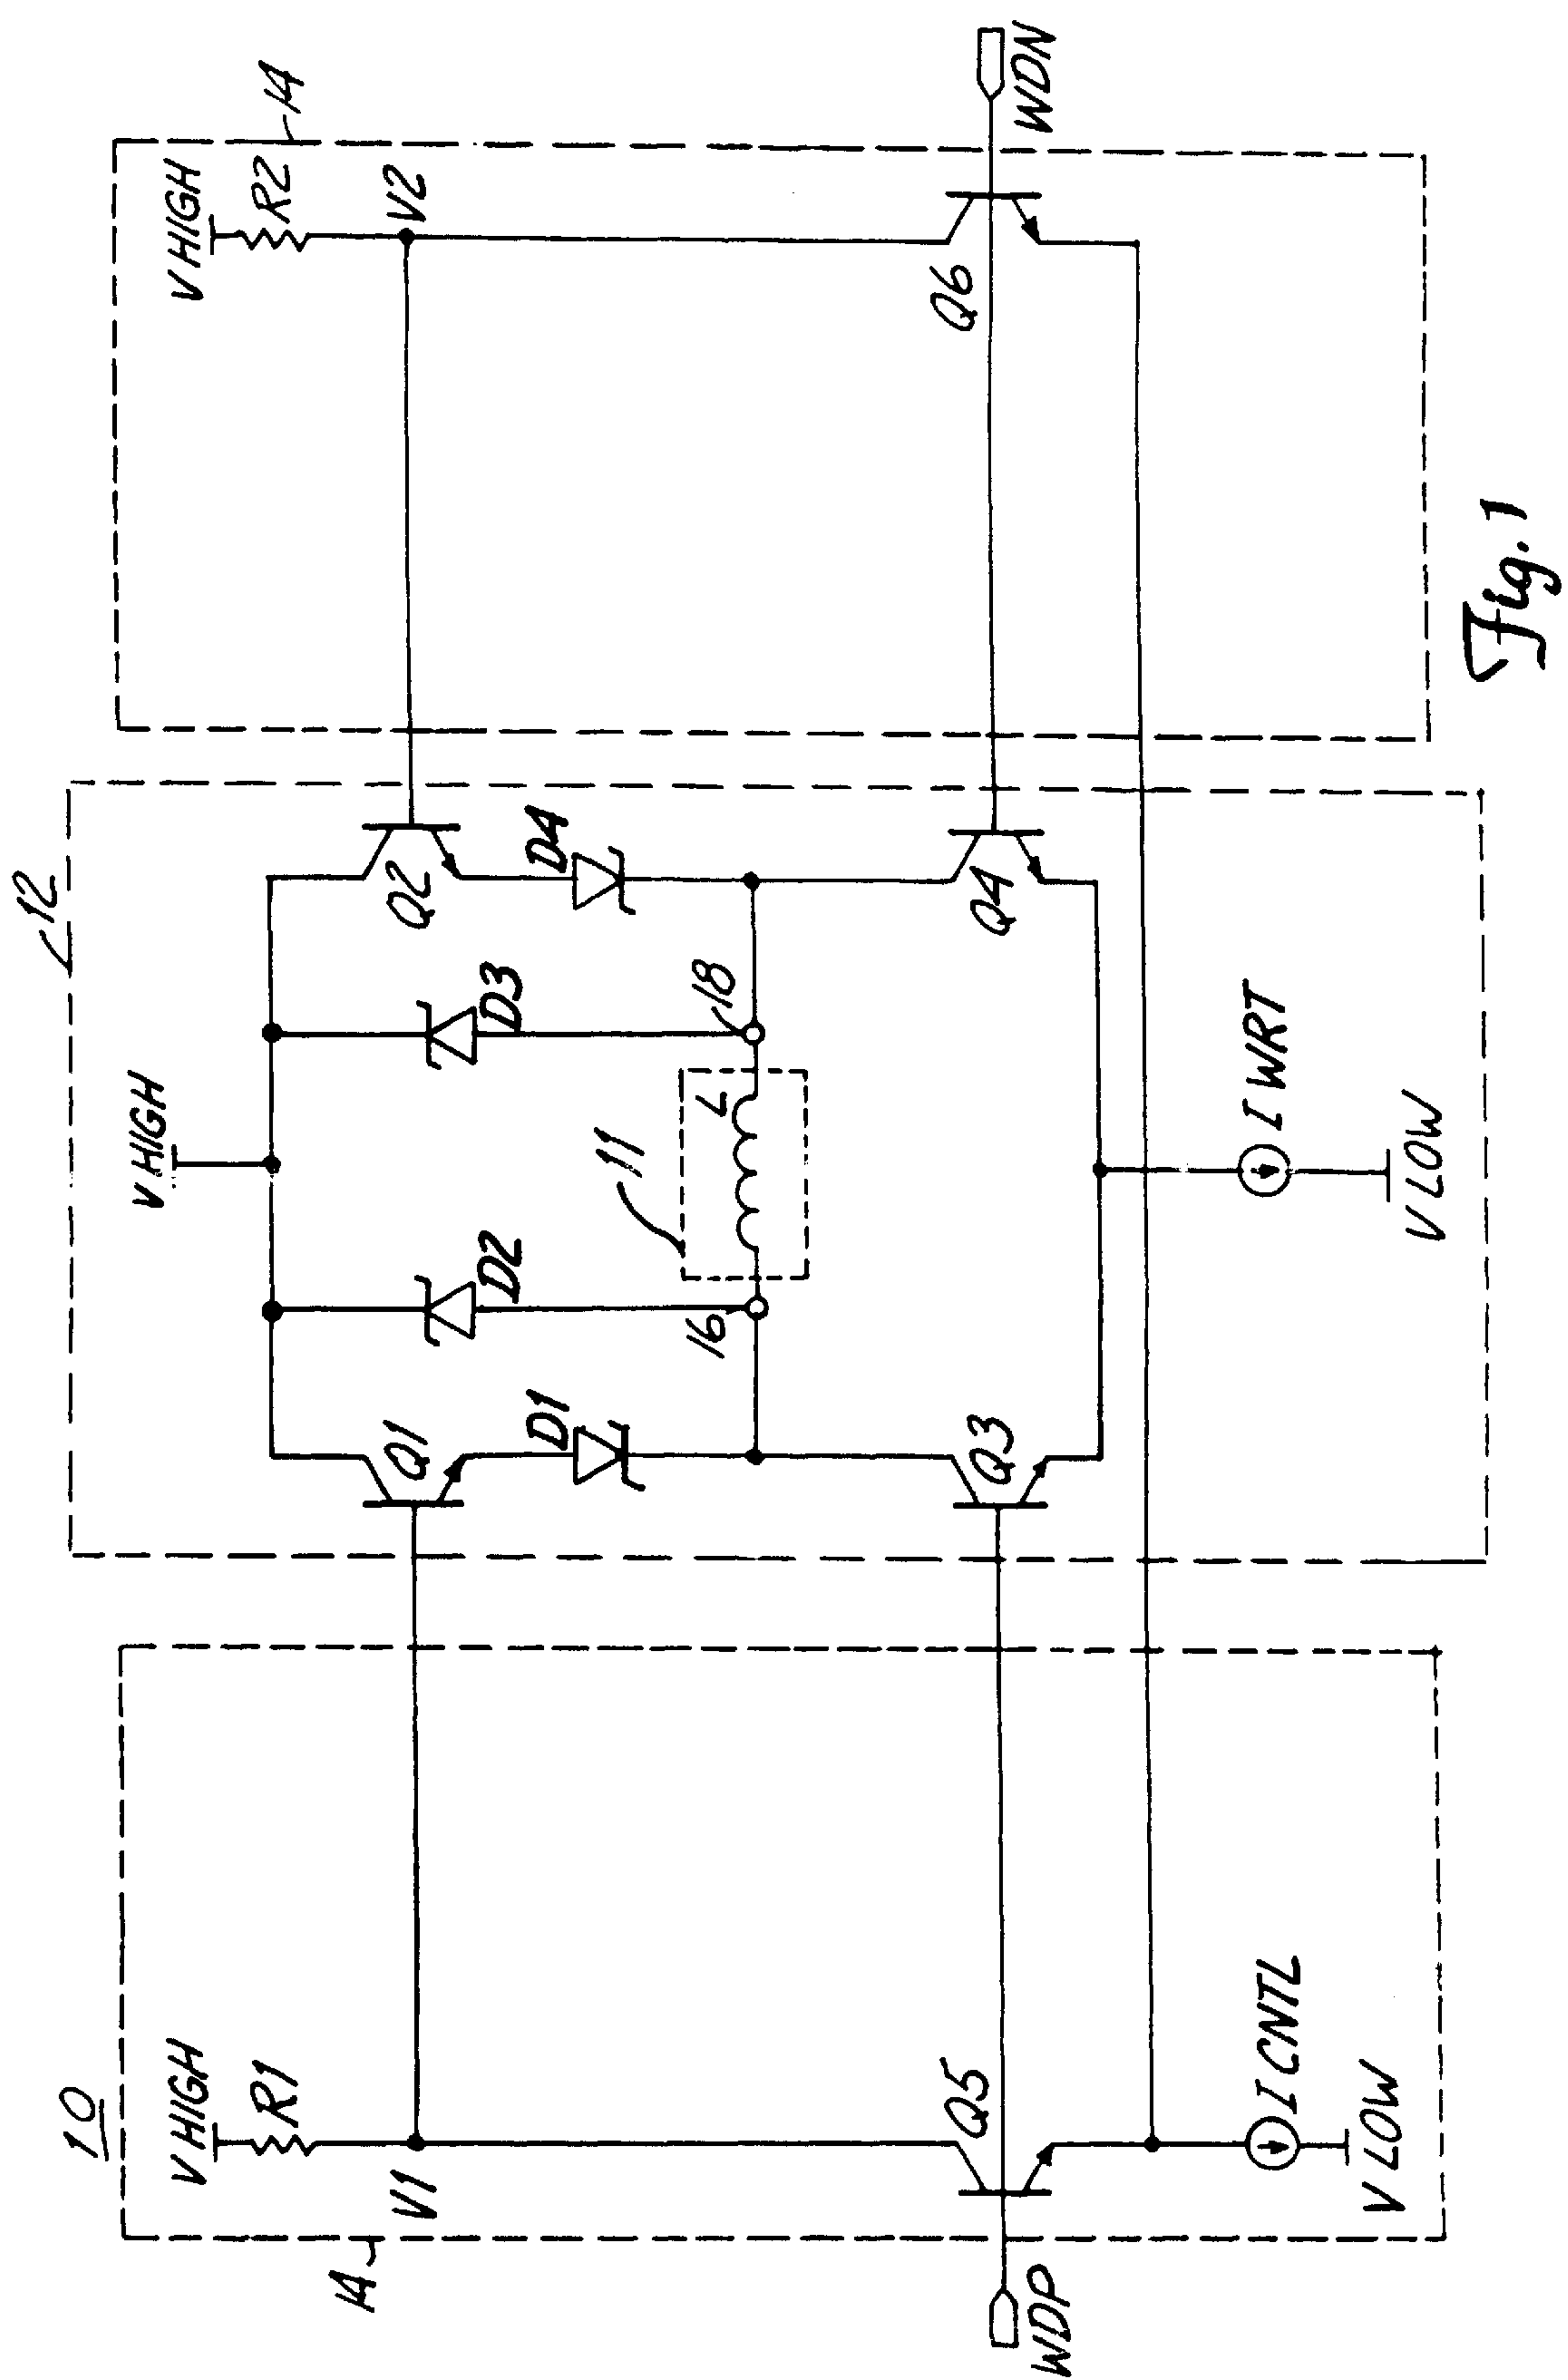 10
12
14
14
V HIGH
R1
V1
V HIGH
V HIGH
R2
V2
Q1
D1
D2
D3
D4
Q2
11
L
16
18
Q5
Q3
Q4
Q6
WDP
WDN
I CNTL
V LOW
I WRT
V LOW
Fig. 1